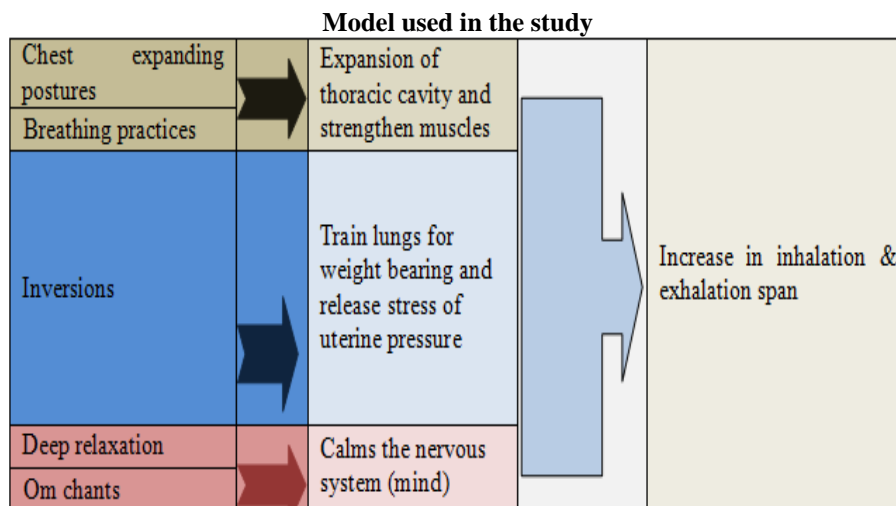 Model used in the study
Chest expanding
postures
Breathing practices
Expansion of
thoracic cavity and
strengthen muscles
Inversions
Train lungs for
weight bearing and
release stress of
uterine pressure
Deep relaxation
Om chants
Calms the nervous
system (mind)
Increase in inhalation &
exhalation span